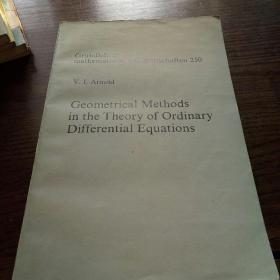 Grundlehren der
mathematischen Wissenschaften 250
V. I. Arnold
Geometrical Methods
in the Theory of Ordinary
Differential Equations